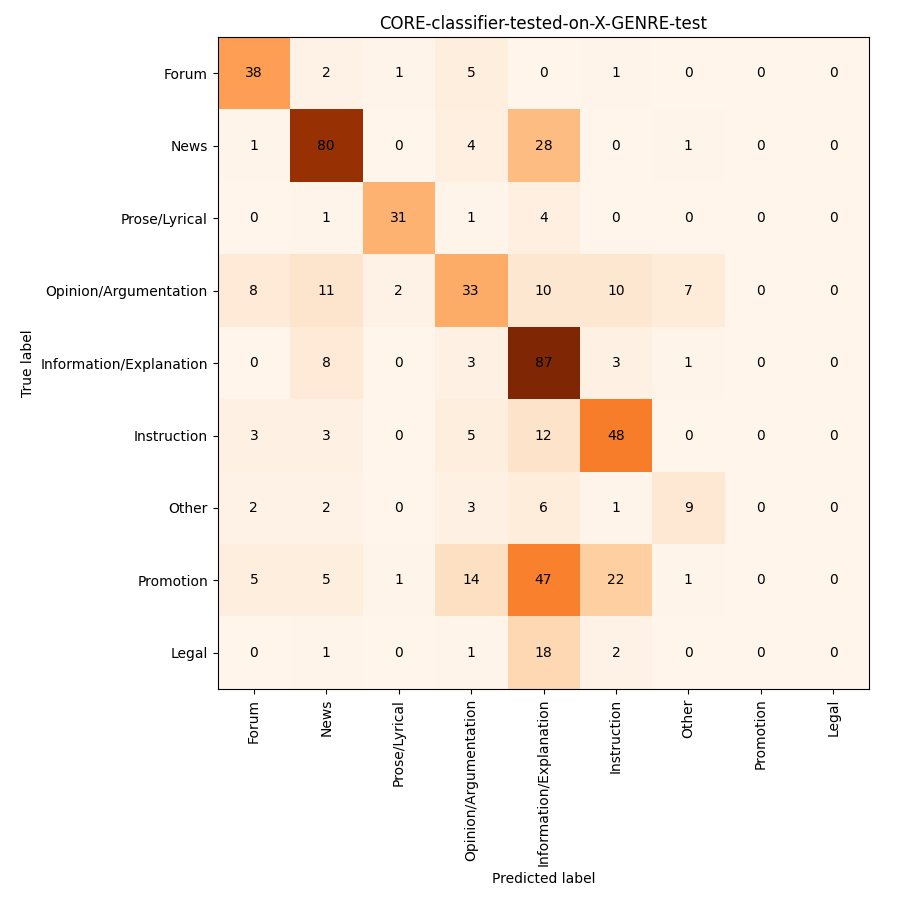 CORE-classifier-tested-on-X-GENRE-test
True label
Forum 38 2 1 5 0 1 0 0 0
News 1 80 0 4 28 0 1 0 0
Prose/Lyrical 0 1 31 1 4 0 0 0 0
Opinion/Argumentation 8 11 2 33 10 10 7 0 0
Information/Explanation 0 8 0 3 87 3 1 0 0
Instruction 3 3 0 5 12 48 0 0 0
Other 2 2 0 3 6 1 9 0 0
Promotion 5 5 1 14 47 22 1 0 0
Legal 0 1 0 1 18 2 0 0 0
Forum
News
Prose/Lyrical
Opinion/Argumentation
Information/Explanation
Instruction
Other
Promotion
Legal
Predicted label